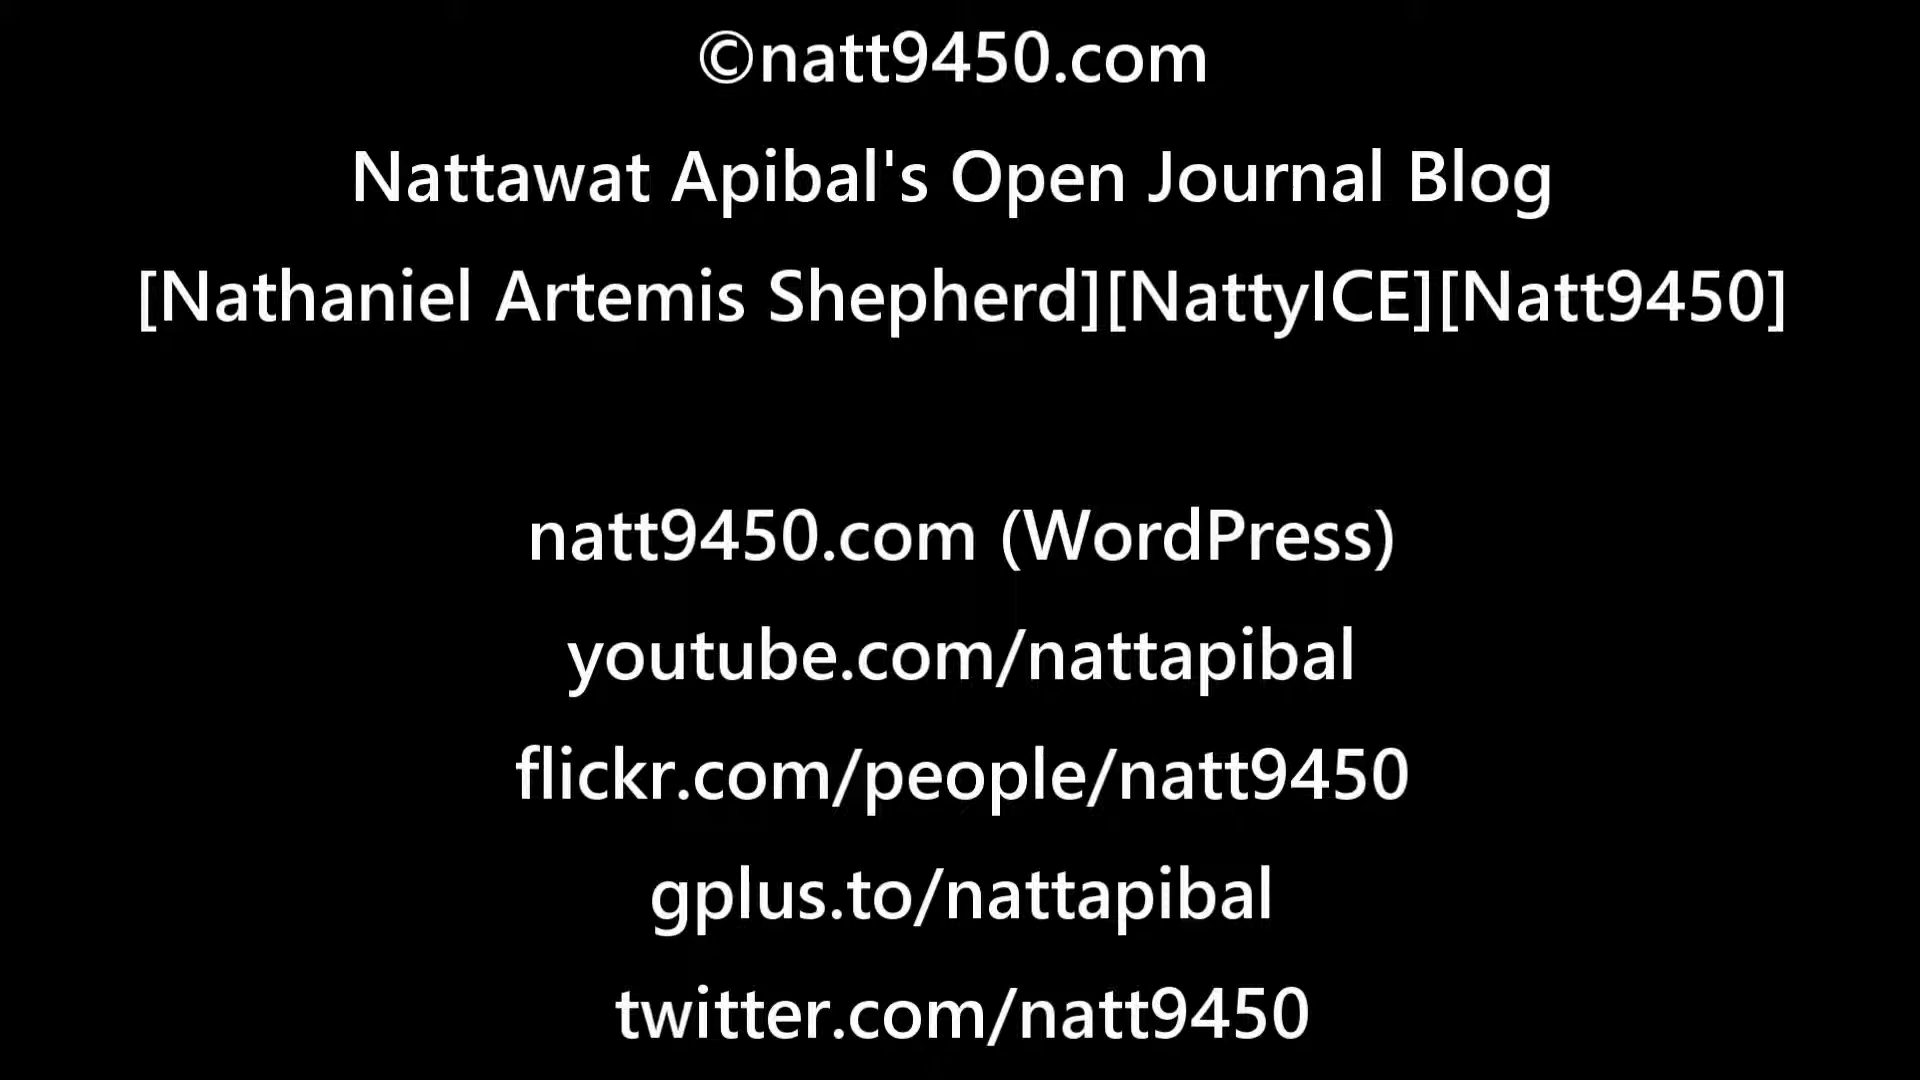 ©natt9450.com
Nattawat Apibal's Open Journal Blog
[Nathaniel Artemis Shepherd][NattyICE][Natt9450]
natt9450.com (WordPress)
youtube.com/nattapibal
flickr.com/people/natt9450
gplus.to/nattapibal
twitter.com/natt9450